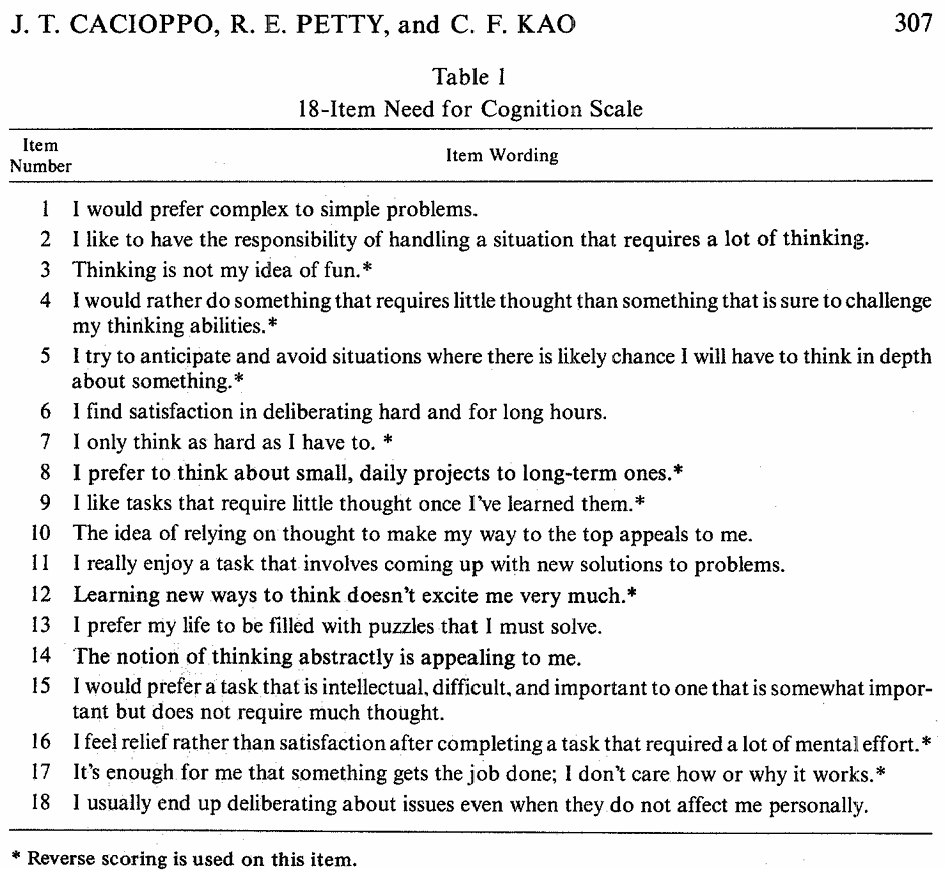 J. T. CACIOPPO, R. E. PETTY, and C. F. KAO 307
Table 1
18-Item Need for Cognition Scale
Item
Number Item Wording
1 I would prefer complex to simple problems.
2 I like to have the responsibility of handling a situation that requires a lot of thinking.
3 Thinking is not my idea of fun.*
4 I would rather do something that requires little thought than something that is sure to challenge
my thinking abilities.*
5 I try to anticipate and avoid situations where there is likely chance I will have to think in depth
about something.*
6 I find satisfaction in deliberating hard and for long hours.
7 I only think as hard as I have to. *
8 I prefer to think about small, daily projects to long-term ones.*
9 I like tasks that require little thought once I've learned them.*
10 The idea of relying on thought to make my way to the top appeals to me.
11 I really enjoy a task that involves coming up with new solutions to problems.
12 Learning new ways to think doesn't excite me very much.*
13 I prefer my life to be filled with puzzles that I must solve.
14 The notion of thinking abstractly is appealing to me.
15 I would prefer a task that is intellectual, difficult, and important to one that is somewhat impor-
tant but does not require much thought.
16 I feel relief rather than satisfaction after completing a task that required a lot of mental effort.*
17 It's enough for me that something gets the job done; I don't care how or why it works.*
18 I usually end up deliberating about issues even when they do not affect me personally.
* Reverse scoring is used on this item.